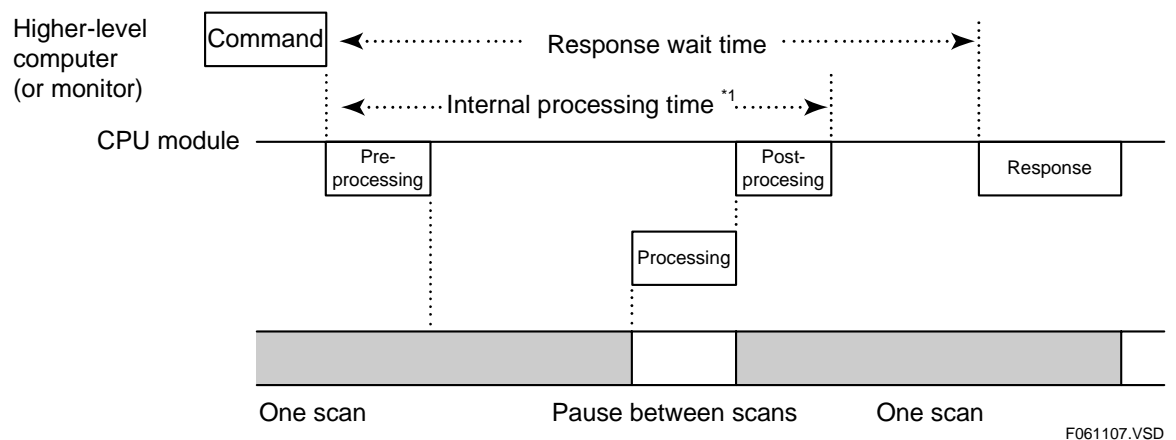 Higher-level
computer
(or monitor)
Command
Response wait time
Internal processing time *1
CPU module
Pre-
processing
Post-
procesing
Response
Processing
One scan
Pause between scans
One scan
F061107.VSD